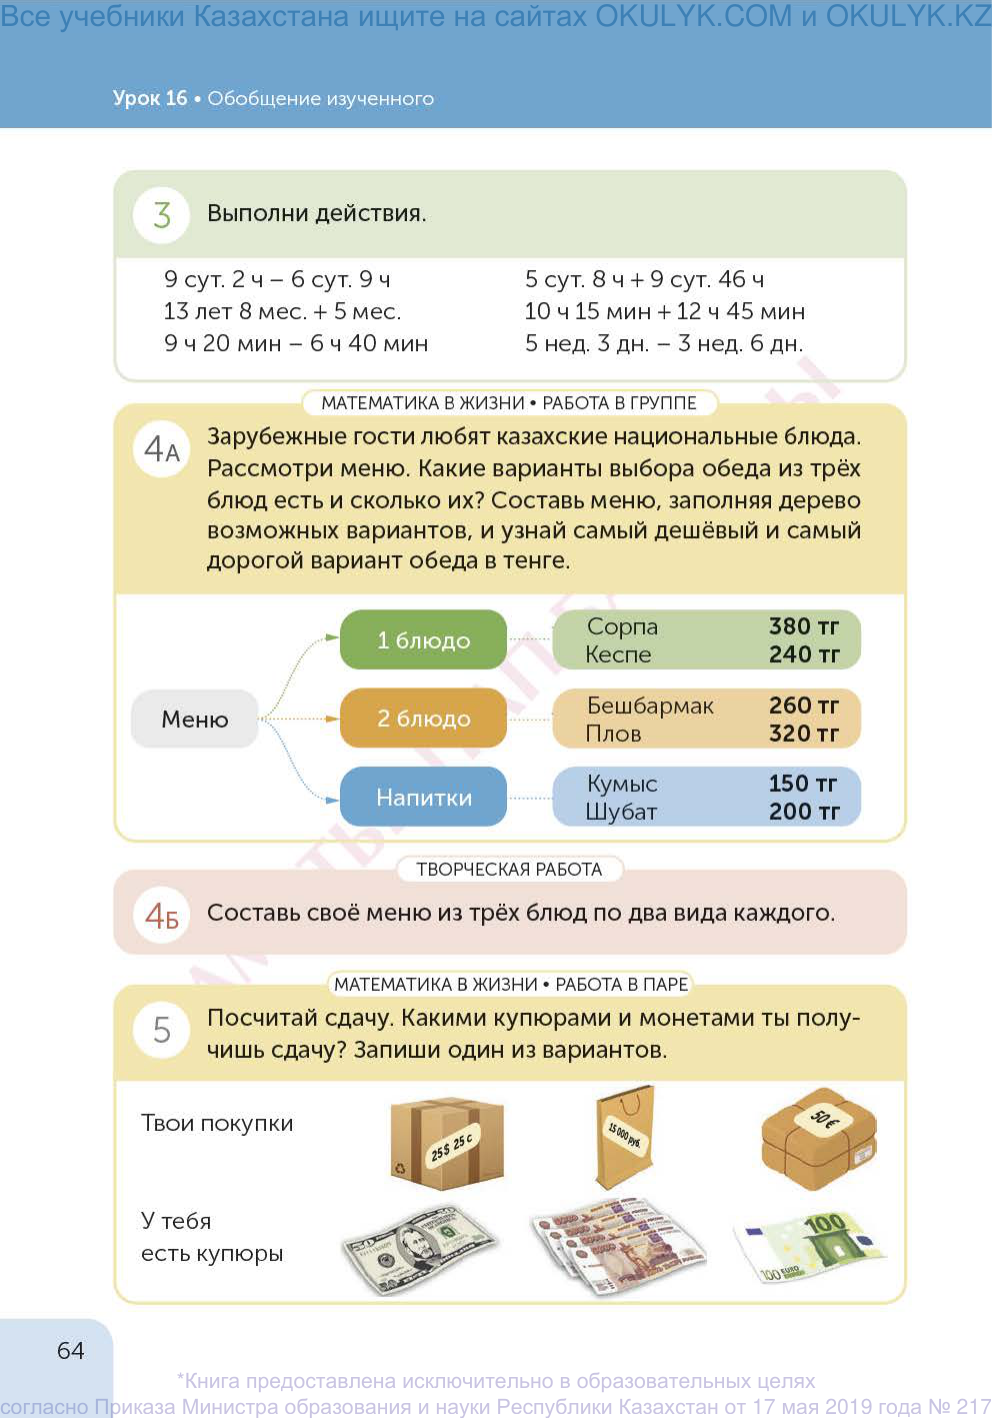 Все учебники Казахстана ищите на сайтах OKULYK.COM и OKULYK.KZ
Урок 16 • Обобщение изученного
3 Выполни действия.
9 сут. 2 ч – 6 сут. 9 ч
13 лет 8 мес. + 5 мес.
9 ч 20 мин – 6 ч 40 мин
5 сут. 8 ч + 9 сут. 46 ч
10 ч 15 мин + 12 ч 45 мин
5 нед. 3 дн. – 3 нед. 6 дн.
МАТЕМАТИКА В ЖИЗНИ • РАБОТА В ГРУППЕ
4А
Зарубежные гости любят казахские национальные блюда.
Рассмотри меню. Какие варианты выбора обеда из трёх
блюд есть и сколько их? Составь меню, заполняя дерево
возможных вариантов, и узнай самый дешёвый и самый
дорогой вариант обеда в тенге.
Меню
1 блюдо
Сорпа 380 тг
Кеспе 240 тг
2 блюдо
Бешбармак 260 тг
Плов 320 тг
Напитки
Кумыс 150 тг
Шубат 200 тг
ТВОРЧЕСКАЯ РАБОТА
4Б Составь своё меню из трёх блюд по два вида каждого.
МАТЕМАТИКА В ЖИЗНИ • РАБОТА В ПАРЕ
5
Посчитай сдачу. Какими купюрами и монетами ты полу-
чишь сдачу? Запиши один из вариантов.
Твои покупки
25$ 25 с
15 000 руб.
50 €
У тебя
есть купюры
50
50
5000
100
100 EURO
64
*Книга предоставлена исключительно в образовательных целях
согласно Приказа Министра образования и науки Республики Казахстан от 17 мая 2019 года № 217